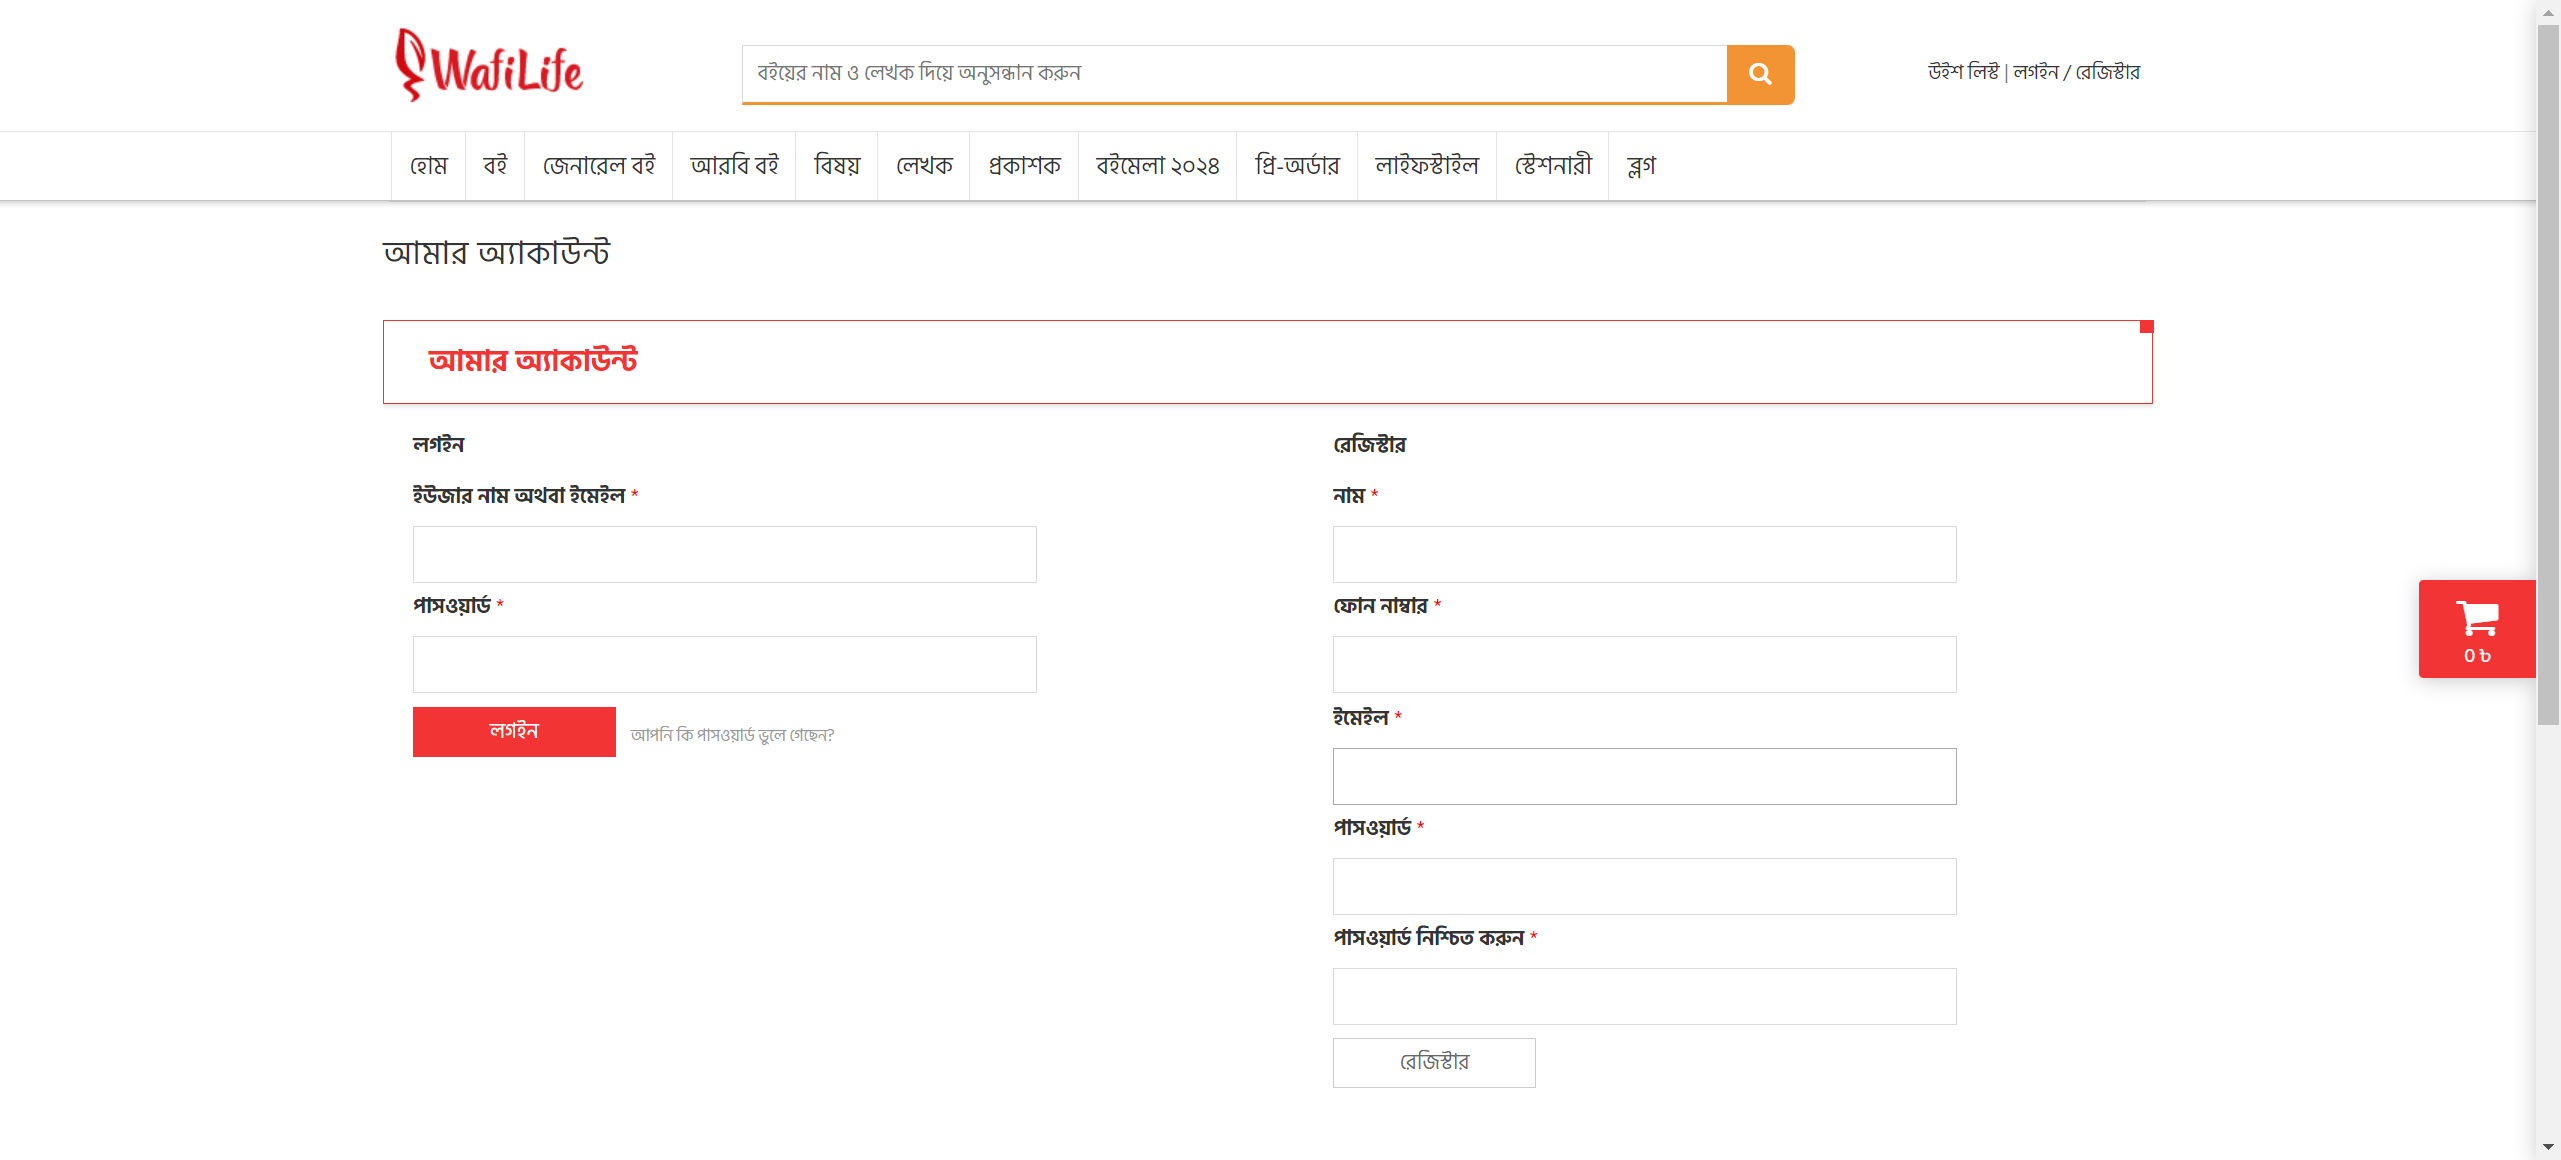 WafiLife
বইয়ের নাম ও লেখক দিয়ে অনুসন্ধান করুন
উইশ লিস্ট | লগইন / রেজিস্টার
হোম বই জেনারেল বই আরবি বই বিষয় লেখক প্রকাশক বইমেলা ২০২৪ প্রি-অর্ডার লাইফস্টাইল স্টেশনারী ব্লগ
আমার অ্যাকাউন্ট
আমার অ্যাকাউন্ট
লগইন
ইউজার নাম অথবা ইমেইল *
পাসওয়ার্ড *
লগইন আপনি কি পাসওয়ার্ড ভুলে গেছেন?
রেজিস্টার
নাম *
ফোন নাম্বার *
ইমেইল *
পাসওয়ার্ড *
পাসওয়ার্ড নিশ্চিত করুন *
রেজিস্টার
0 ৳